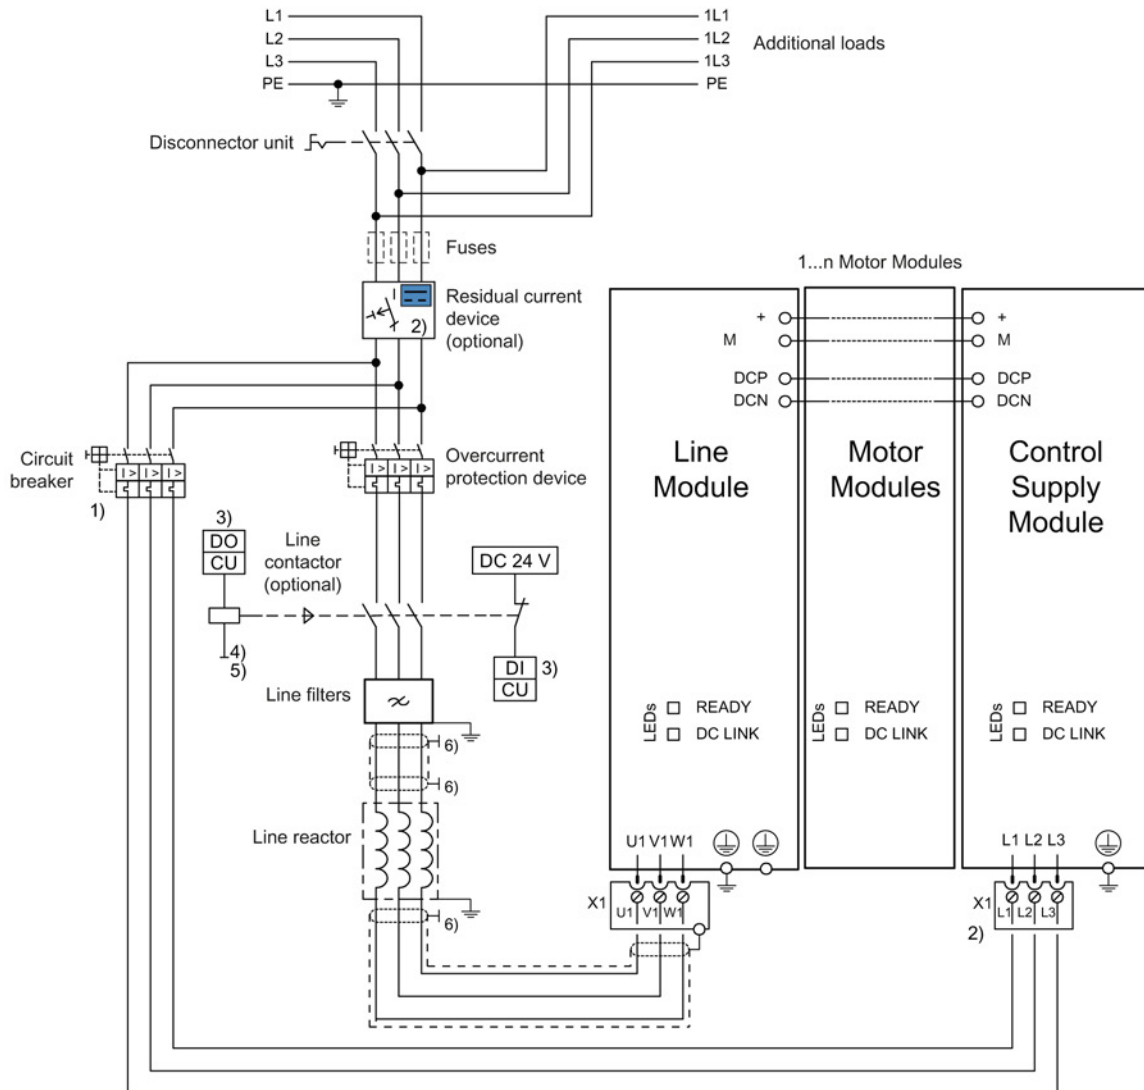 L1
L2
L3
PE
1L1
1L2
1L3
PE
Additional loads
Disconnector unit
Fuses
Residual current
device
(optional)
2)
1...n Motor Modules
+
M
DCP
DCN
+
M
DCP
DCN
Line
Module
Motor
Modules
Control
Supply
Module
Circuit
breaker
1)
I > I > I >
Overcurrent
protection device
I > I > I >
3)
DO
CU
Line
contactor
(optional)
DC 24 V
4)
5)
DI
CU
3)
Line filters
6)
6)
LEDs
READY
DC LINK
LEDs
READY
DC LINK
LEDs
READY
DC LINK
Line reactor
6)
U1 V1 W1
X1
U1 V1 W1
L1 L2 L3
X1
L1 L2 L3
2)